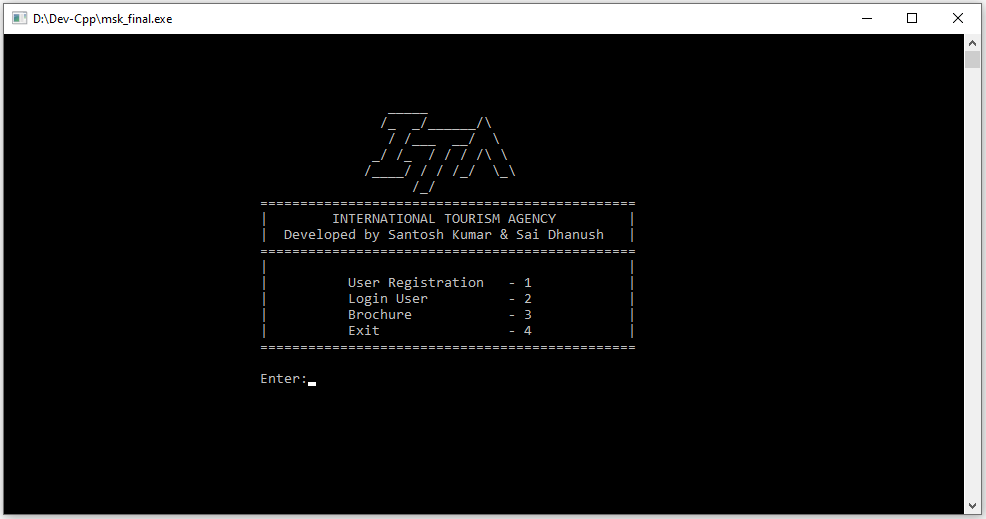 D:\Dev-Cpp\msk_final.exe
   _____
  /_  _/______/\
   / /___  __/  \
 _/ /_  / / / /\ \
/____/ / / /_/  \_\
      /_/
===============================================
|        INTERNATIONAL TOURISM AGENCY         |
|  Developed by Santosh Kumar & Sai Dhanush   |
===============================================
|                                             |
|          User Registration   - 1            |
|          Login User          - 2            |
|          Brochure            - 3            |
|          Exit                - 4            |
===============================================
Enter: